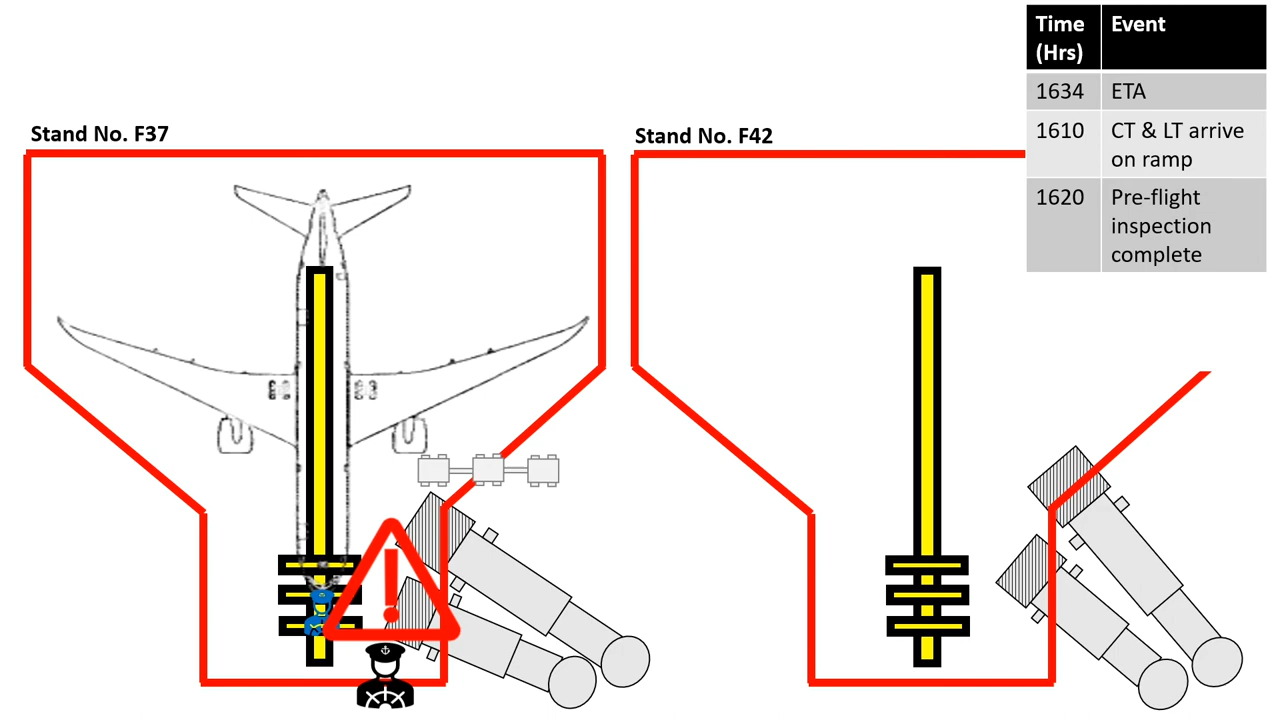 Stand No. F37
Stand No. F42
Time
(Hrs)
Event
1634
ETA
1610
CT & LT arrive
on ramp
1620
Pre-flight
inspection
complete